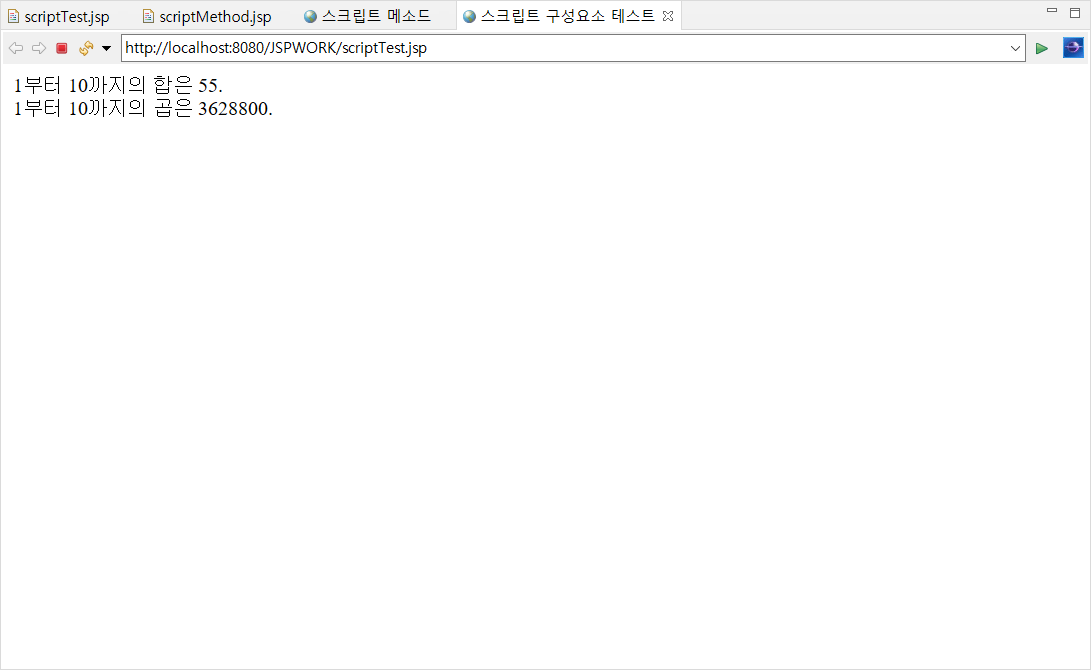 scriptTest.jsp scriptMethod.jsp 스크립트 메소드 스크립트 구성요소 테스트
http://localhost:8080/JSPWORK/scriptTest.jsp
1부터 10까지의 합은 55.
1부터 10까지의 곱은 3628800.